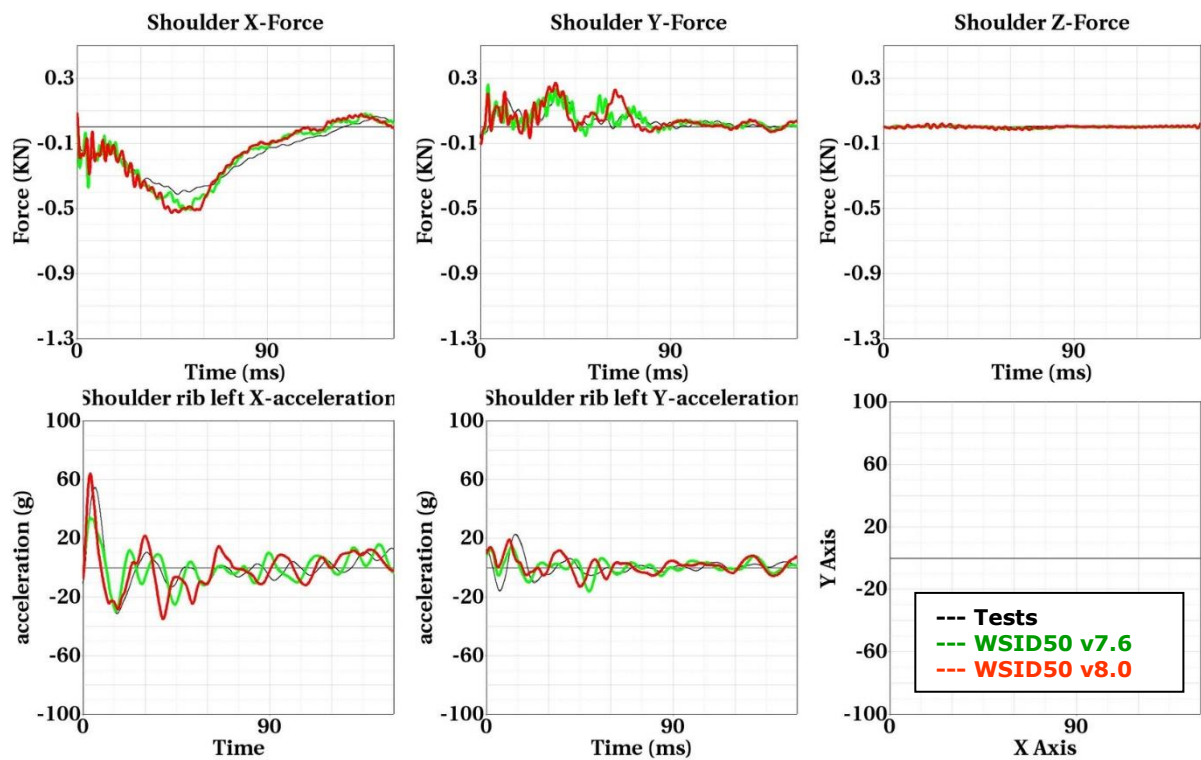 Shoulder X-Force
Force (KN)
0.3
-0.1
-0.5
-0.9
-1.3
0
90
Time (ms)
Shoulder Y-Force
Force (KN)
0.3
-0.1
-0.5
-0.9
-1.3
0
90
Time (ms)
Shoulder Z-Force
Force (KN)
0.3
-0.1
-0.5
-0.9
-1.3
0
90
Time (ms)
Shoulder rib left X-acceleration
acceleration (g)
100
60
20
-20
-60
-100
0
90
Time
Shoulder rib left Y-acceleration
acceleration (g)
100
60
20
-20
-60
-100
0
90
Time (ms)
Y Axis
100
60
20
-20
-60
-100
0
90
X Axis
--- Tests
--- WSID50 v7.6
--- WSID50 v8.0